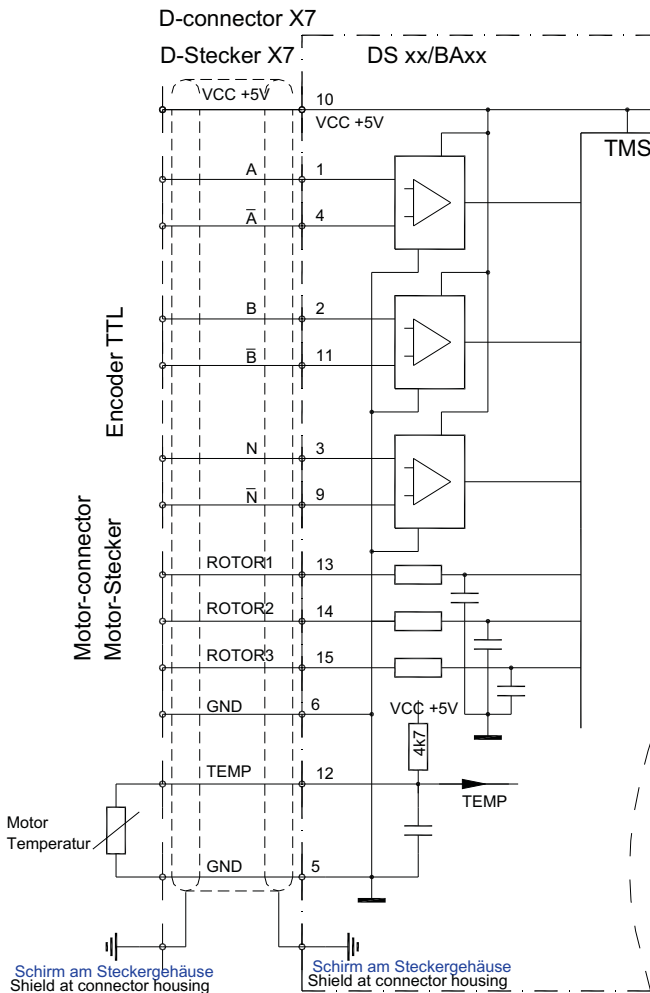 D-connector X7
D-Stecker X7
DS xx/BAxx
VCC +5V
10
VCC +5V
TMS
A
1
A̅
4
B
2
B̅
11
N
3
N̅
9
Encoder TTL
Motor-connector
Motor-Stecker
ROTOR1
13
ROTOR2
14
ROTOR3
15
GND
6
VCC +5V
4k7
TEMP
12
TEMP
Motor
Temperatur
GND
5
Schirm am Steckergehäuse
Shield at connector housing
Schirm am Steckergehäuse
Shield at connector housing